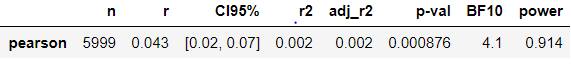 n r CI95% r2 adj_r2 p-val BF10 power
pearson 5999 0.043 [0.02, 0.07] 0.002 0.002 0.000876 4.1 0.914